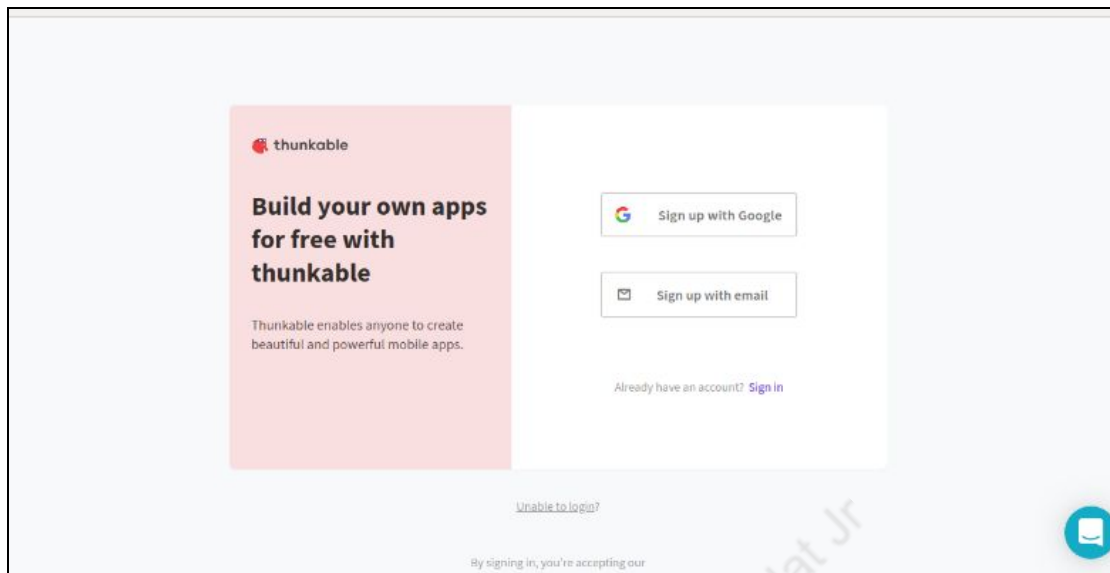 thunkable
Build your own apps
for free with
thunkable
Thunkable enables anyone to create
beautiful and powerful mobile apps.
Sign up with Google
Sign up with email
Already have an account? Sign in
Unable to login?
By signing in, you're accepting our